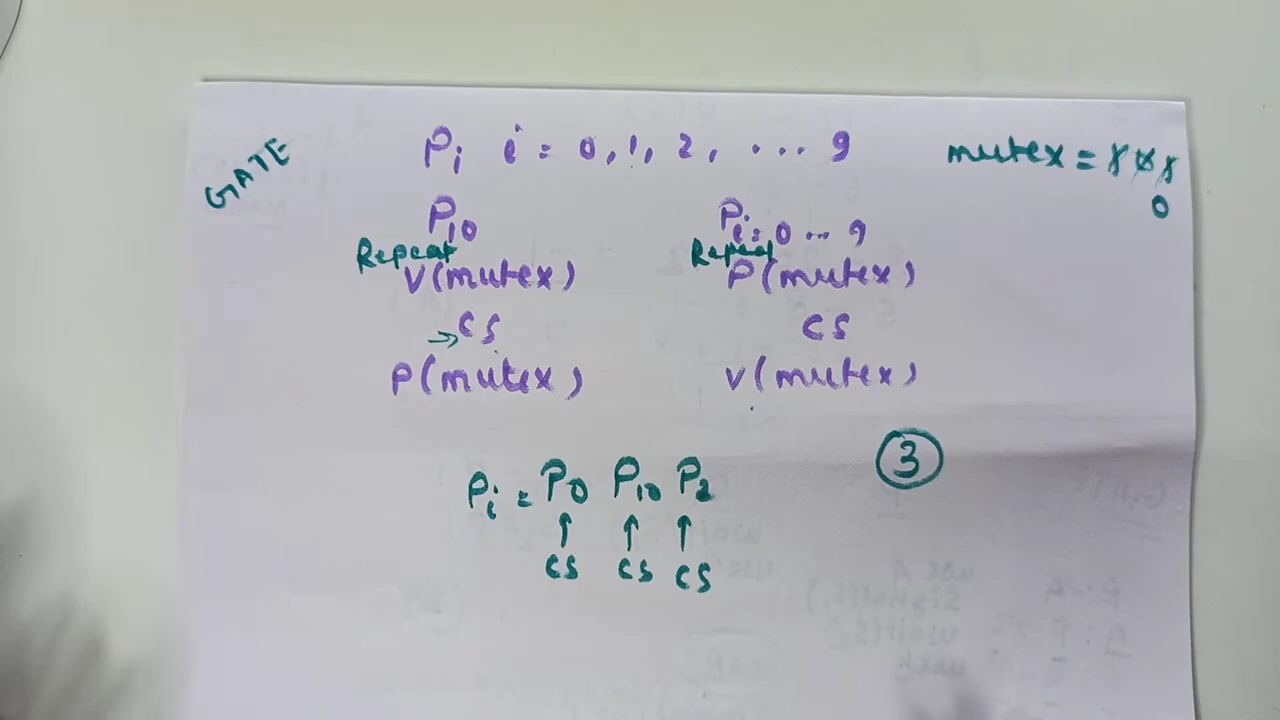 GATE
Pi i = 0, 1, 2, ... 9
mutex = 1 0 1
0
P10
Repeat
V(mutex)
→ CS
P(mutex)
Pi i = 0 ... 9
Repeat
P(mutex)
CS
V(mutex)
3
Pi = P0 P10 P2
↑ ↑ ↑
CS CS CS